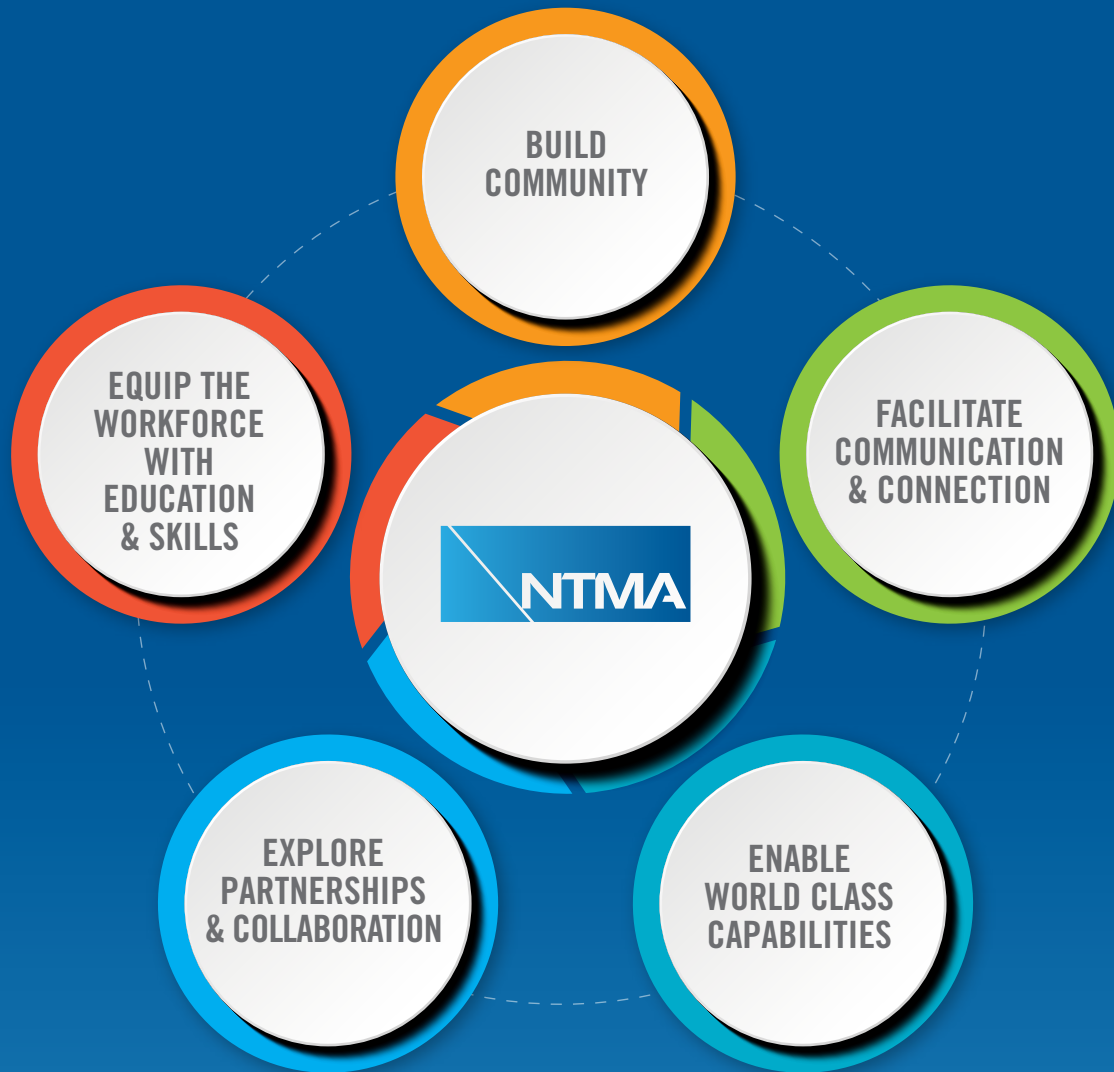 BUILD
COMMUNITY
FACILITATE
COMMUNICATION
& CONNECTION
ENABLE
WORLD CLASS
CAPABILITIES
EXPLORE
PARTNERSHIPS
& COLLABORATION
EQUIP THE
WORKFORCE
WITH
EDUCATION
& SKILLS
NTMA